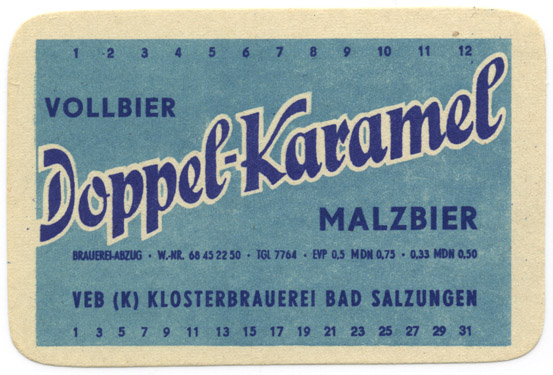 1 2 3 4 5 6 7 8 9 10 11 12
VOLLBIER
Doppel-Karamel
MALZBIER
BRAUEREI-ABZUG · W.-NR. 68 45 22 50 · TGL 7764 · EVP 0,5 MDN 0,75 · 0,33 MDN 0,50
VEB (K) KLOSTERBRAUEREI BAD SALZUNGEN
1 3 5 7 9 11 13 15 17 19 21 23 25 27 29 31